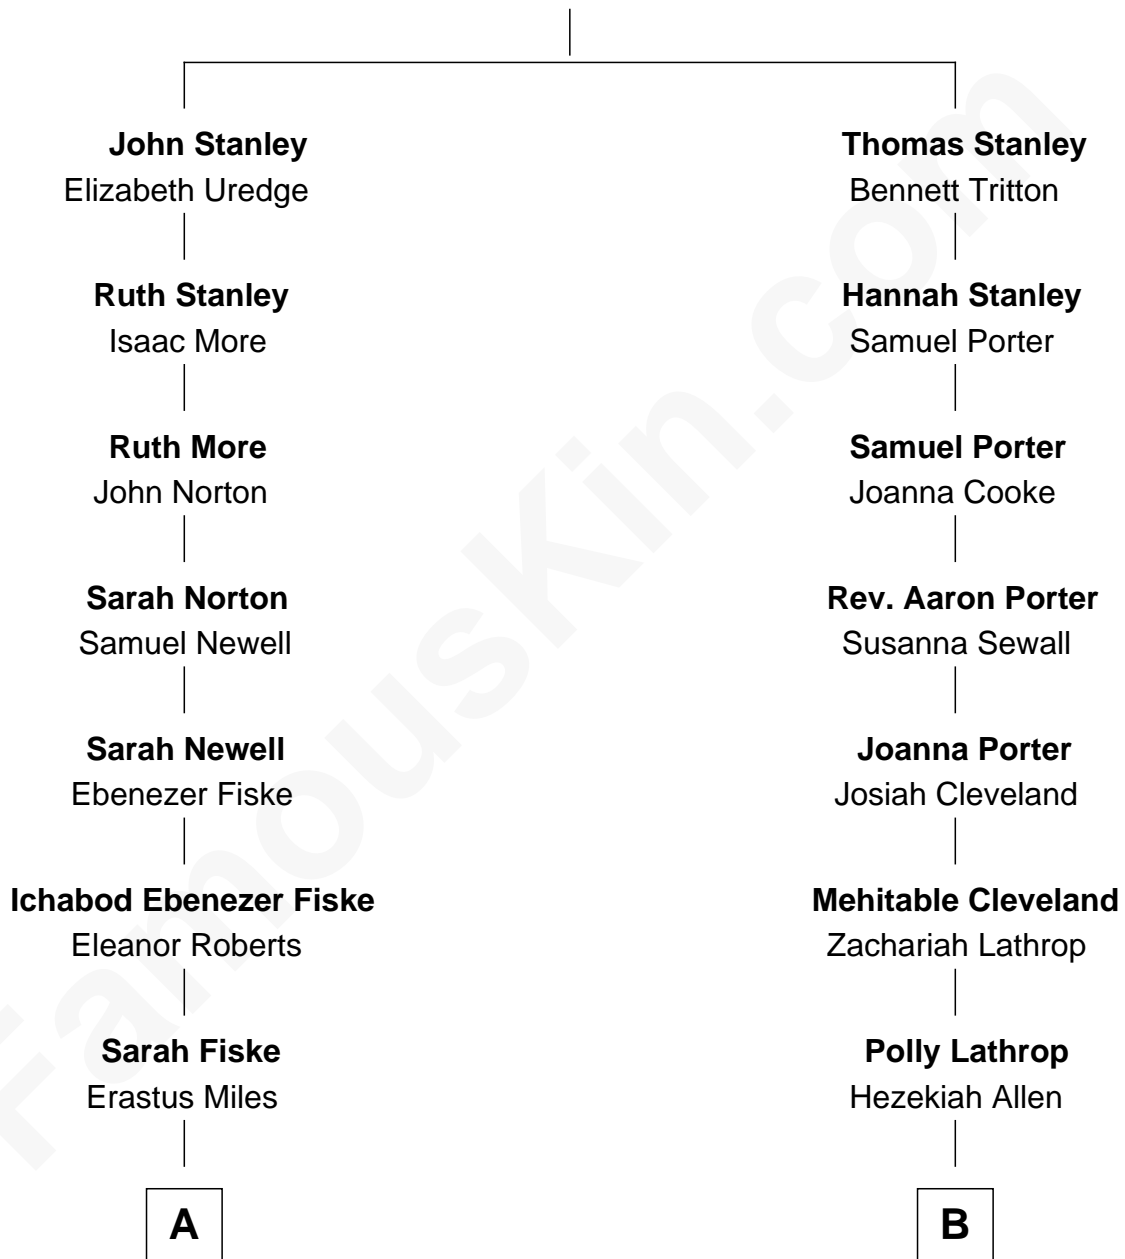 John Stanley
Elizabeth Uredge
Ruth Stanley
Isaac More
Ruth More
John Norton
Sarah Norton
Samuel Newell
Sarah Newell
Ebenezer Fiske
Ichabod Ebenezer Fiske
Eleanor Roberts
Sarah Fiske
Erastus Miles
A
Thomas Stanley
Bennett Tritton
Hannah Stanley
Samuel Porter
Samuel Porter
Joanna Cooke
Rev. Aaron Porter
Susanna Sewall
Joanna Porter
Josiah Cleveland
Mehitable Cleveland
Zachariah Lathrop
Polly Lathrop
Hezekiah Allen
B
FamousKin.com